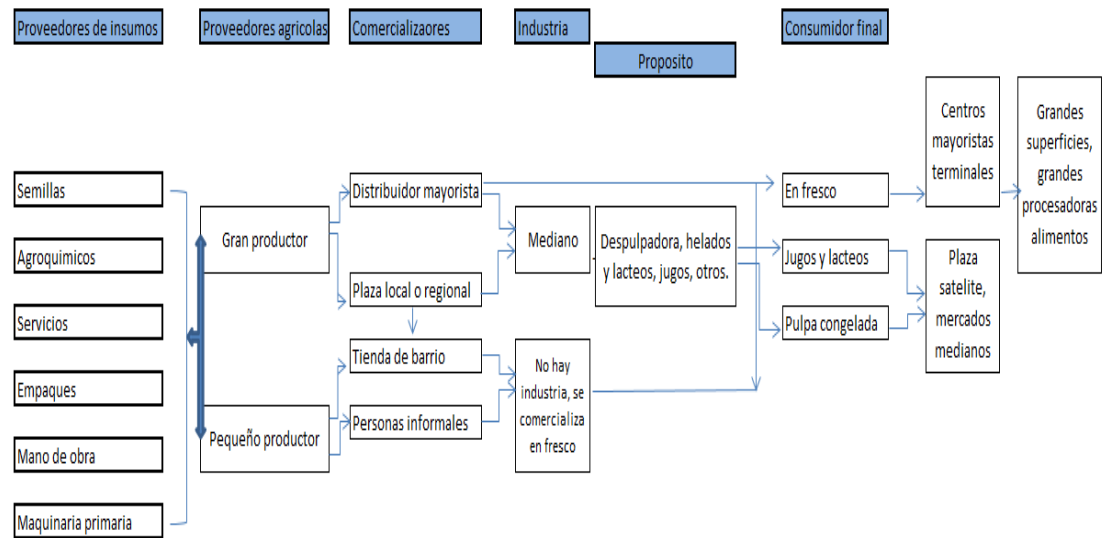 Proveedores de insumos
Proveedores agricolas
Comercializaores
Industria
Proposito
Consumidor final
Semillas
Agroquimicos
Servicios
Empaques
Mano de obra
Maquinaria primaria
Gran productor
Pequeño productor
Distribuidor mayorista
Plaza local o regional
Tienda de barrio
Personas informales
Mediano
No hay
industria, se
comercializa
en fresco
Despulpadora, helados
y lacteos, jugos, otros.
En fresco
Jugos y lacteos
Pulpa congelada
Centros
mayoristas
terminales
Plaza
satelite,
mercados
medianos
Grandes
superficies,
grandes
procesadoras
alimentos